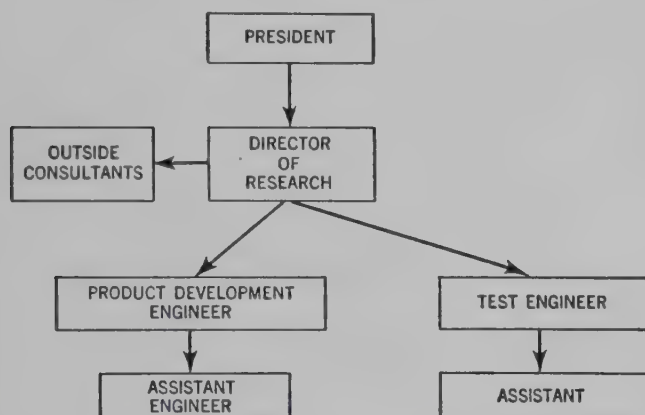 PRESIDENT
OUTSIDE
CONSULTANTS
DIRECTOR
OF
RESEARCH
PRODUCT DEVELOPMENT
ENGINEER
TEST ENGINEER
ASSISTANT
ENGINEER
ASSISTANT